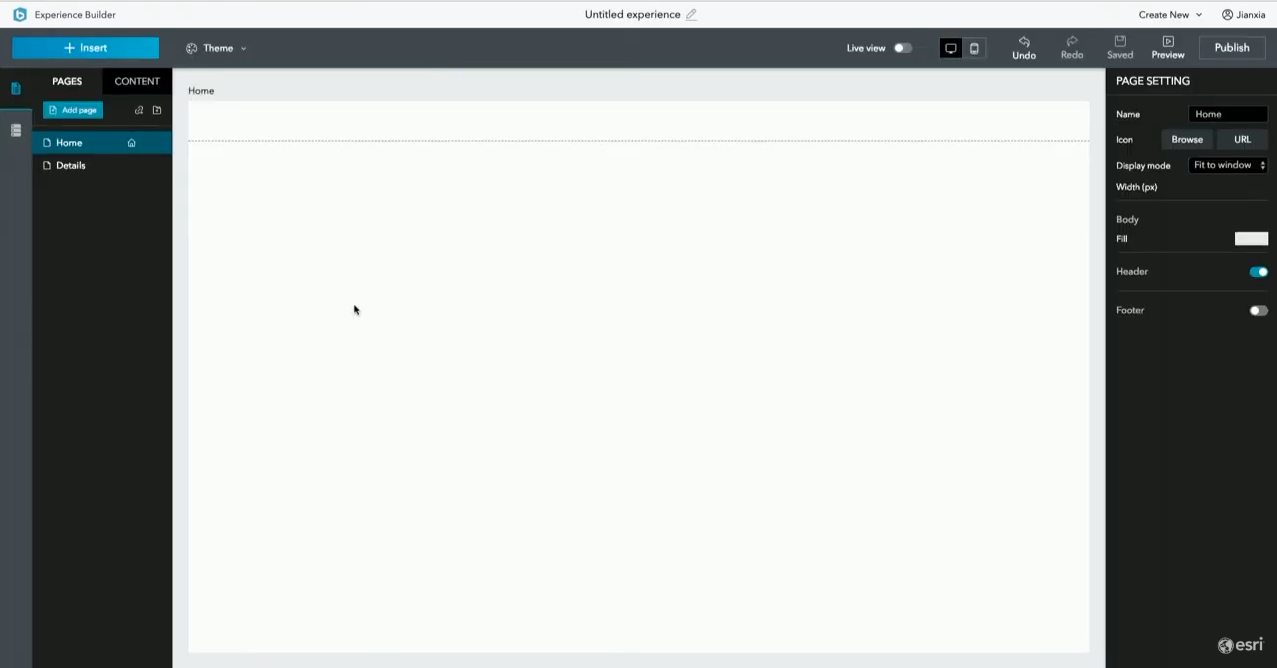 Experience Builder
Untitled experience
Create New
Jianxia
+ Insert
Theme
Live view
Undo
Redo
Saved
Preview
Publish
PAGES
CONTENT
Add page
Home
Details
Home
PAGE SETTING
Name
Home
Icon
Browse
URL
Display mode
Fit to window
Width (px)
Body
Fill
Header
Footer
esri